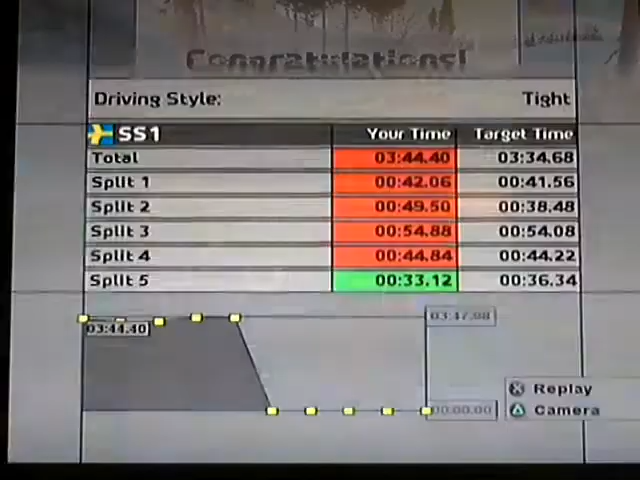 Congratulations!
Driving Style: Tight
SS1 Your Time Target Time
Total 03:44.40 03:34.68
Split 1 00:42.06 00:41.56
Split 2 00:49.50 00:38.48
Split 3 00:54.88 00:54.08
Split 4 00:44.84 00:44.22
Split 5 00:33.12 00:36.34
03:47.98
03:44.40
Replay
00:00.00 Camera